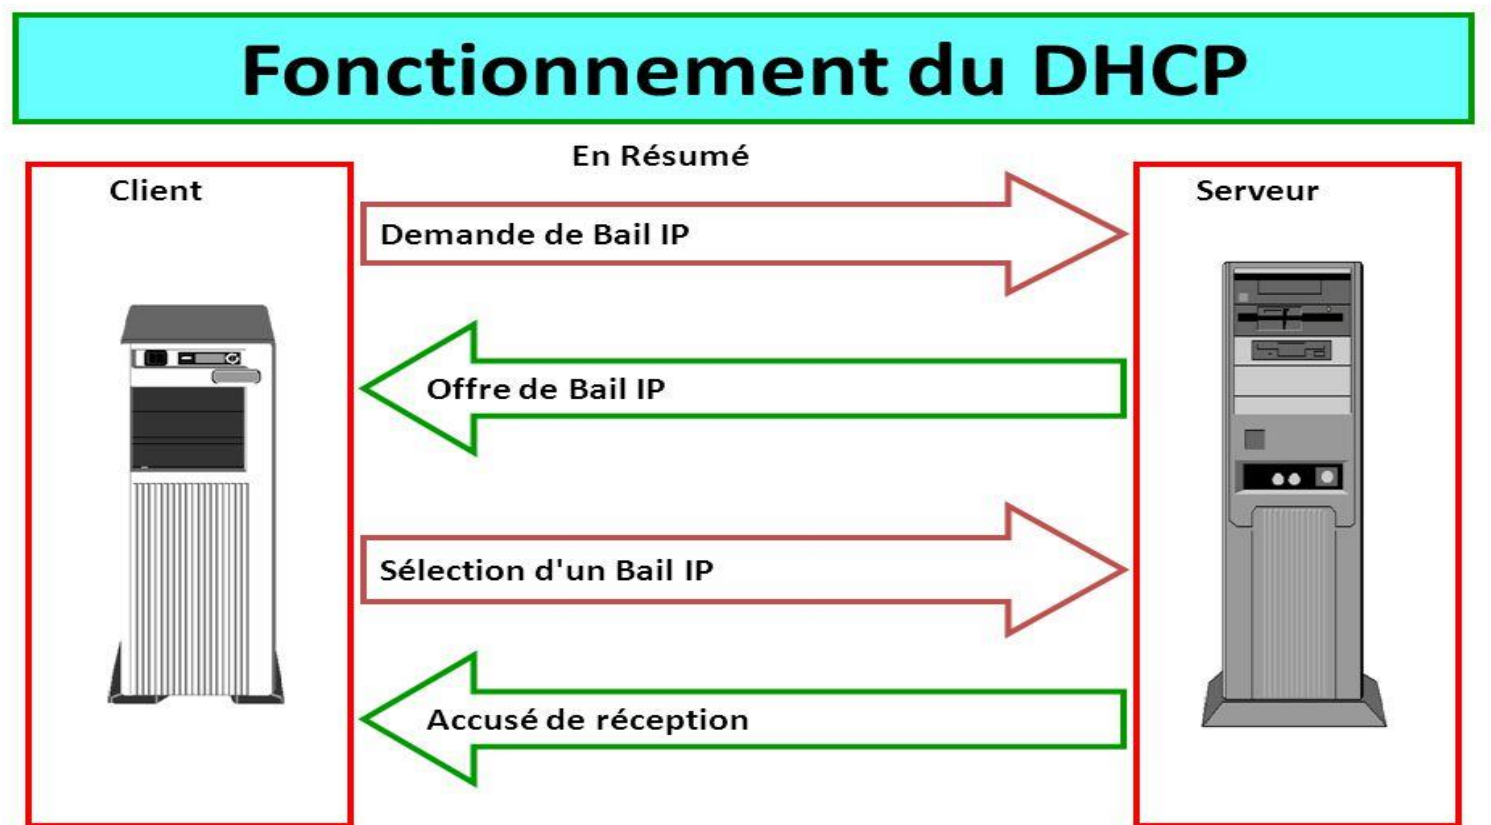 Fonctionnement du DHCP
En Résumé
Client
Serveur
Demande de Bail IP
Offre de Bail IP
Sélection d'un Bail IP
Accusé de réception